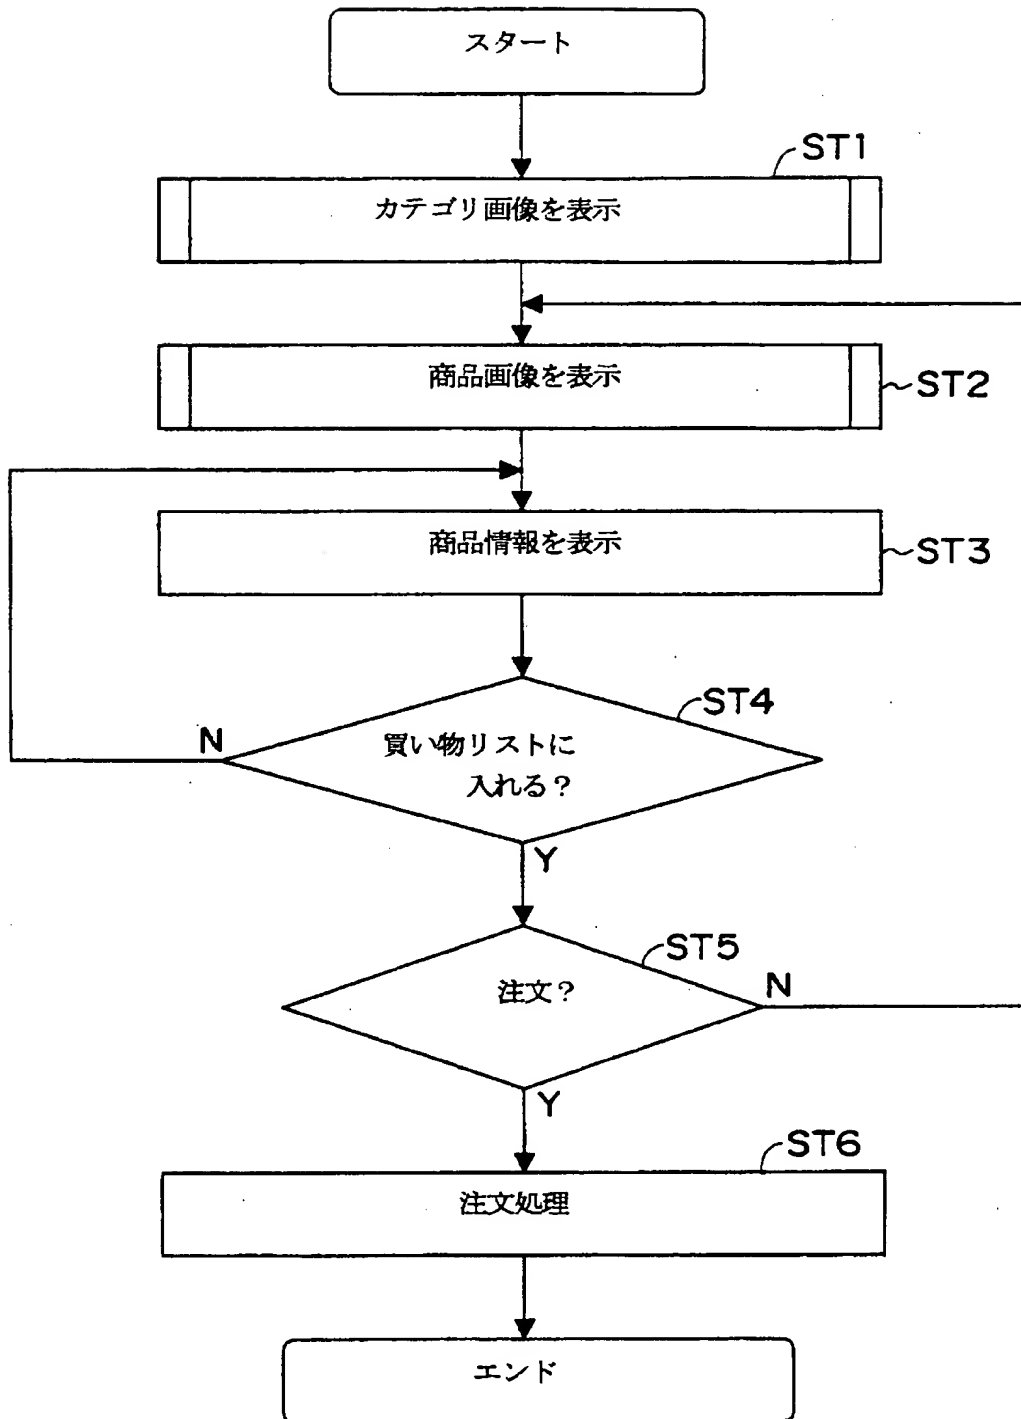 スタート
ST1
カテゴリ画像を表示
商品画像を表示
ST2
商品情報を表示
ST3
ST4
N
買い物リストに
入れる？
Y
ST5
注文？
N
Y
ST6
注文処理
エンド